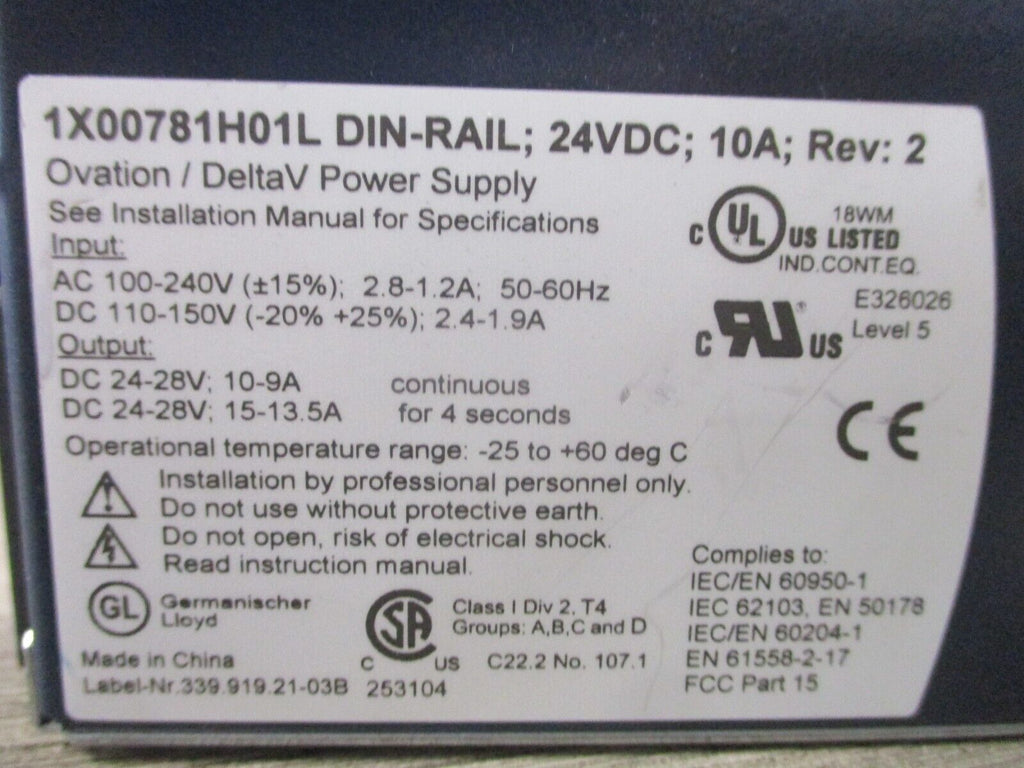 1X00781H01L DIN-RAIL; 24VDC; 10A; Rev: 2
Ovation / DeltaV Power Supply
See Installation Manual for Specifications
Input:
AC 100-240V (±15%); 2.8-1.2A; 50-60Hz
DC 110-150V (-20% +25%); 2.4-1.9A
Output:
DC 24-28V; 10-9A continuous
DC 24-28V; 15-13.5A for 4 seconds
Operational temperature range: -25 to +60 deg C
Installation by professional personnel only.
Do not use without protective earth.
Do not open, risk of electrical shock.
Read instruction manual.
GL Germanischer
Lloyd
Made in China
Label-Nr.339.919.21-03B
C SA US
Class I Div 2, T4
Groups: A,B,C and D
C22.2 No. 107.1
253104
C UL US 18WM
LISTED
IND.CONT.EQ.
C RU US E326026
Level 5
CE
Complies to:
IEC/EN 60950-1
IEC 62103, EN 50178
IEC/EN 60204-1
EN 61558-2-17
FCC Part 15